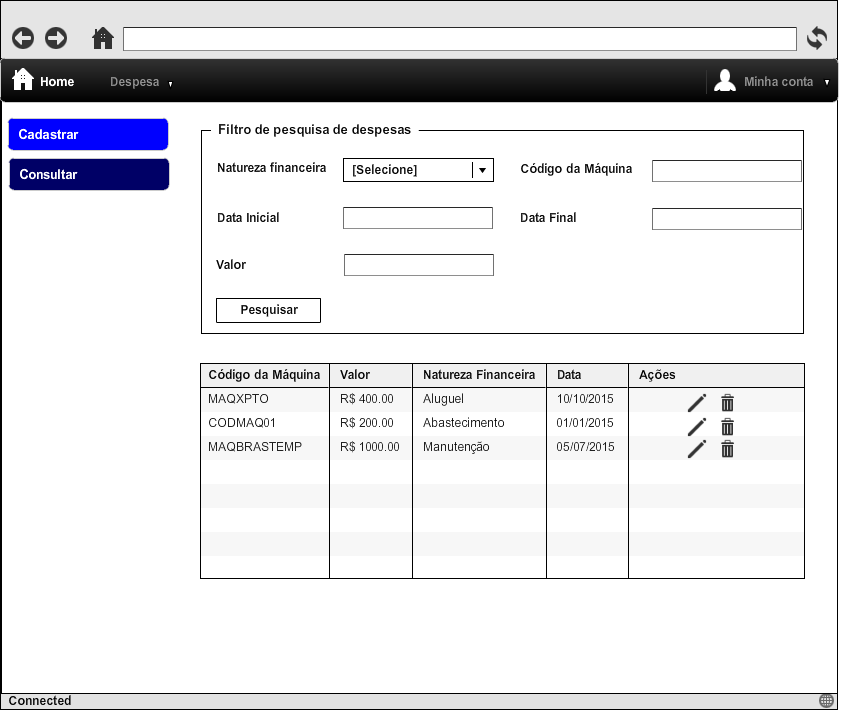 Home Despesa Minha conta
Cadastrar
Consultar
Filtro de pesquisa de despesas
Natureza financeira [Selecione] Código da Máquina
Data Inicial Data Final
Valor
Pesquisar
Código da Máquina Valor Natureza Financeira Data Ações
MAQXPTO R$ 400.00 Aluguel 10/10/2015
CODMAQ01 R$ 200.00 Abastecimento 01/01/2015
MAQBRASTEMP R$ 1000.00 Manutenção 05/07/2015
Connected